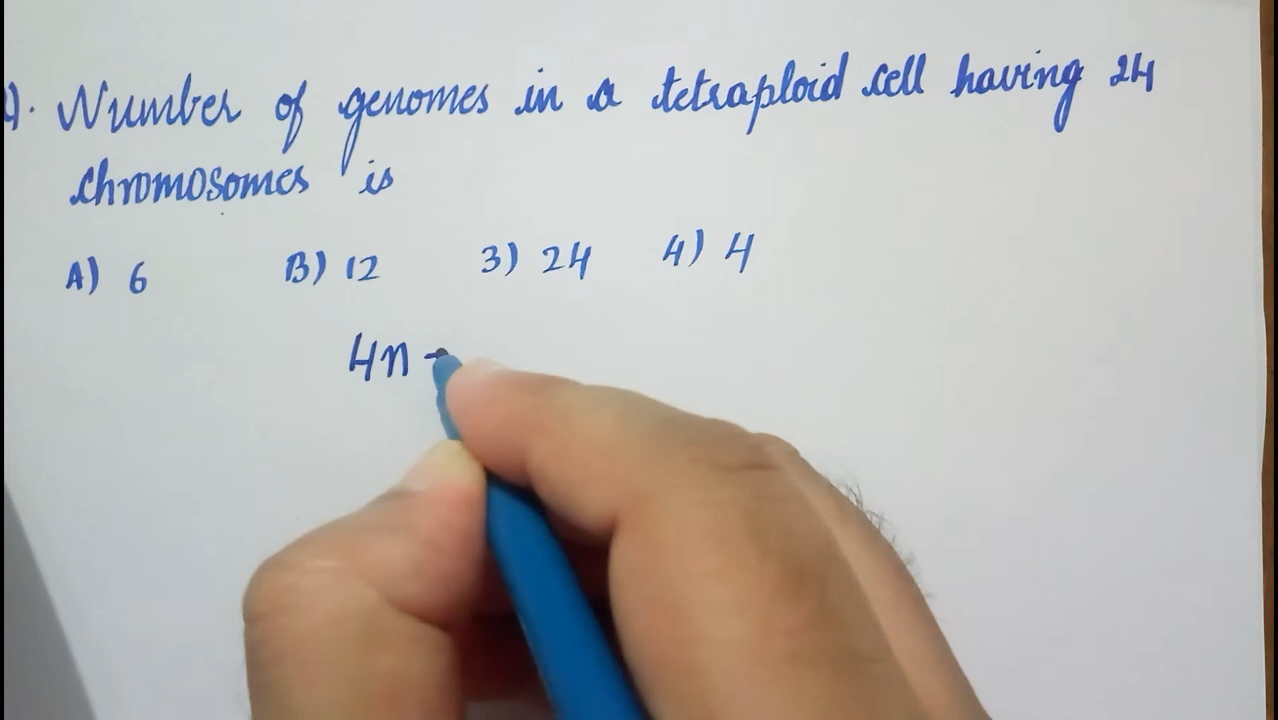 Number of genomes in a tetraploid cell having 24
chromosomes is
A) 6 B) 12 3) 24 4) 4
4n